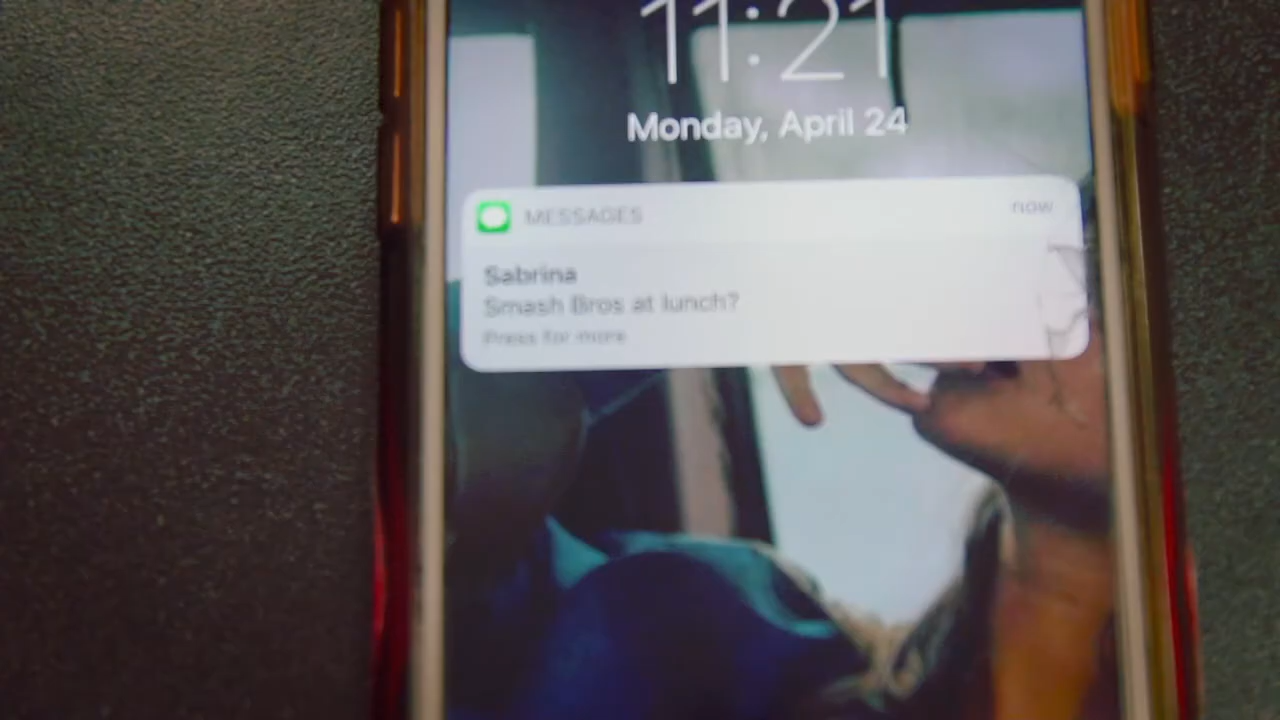 11:21
Monday, April 24
MESSAGES
now
Sabrina
Smash Bros at lunch?
Press for more